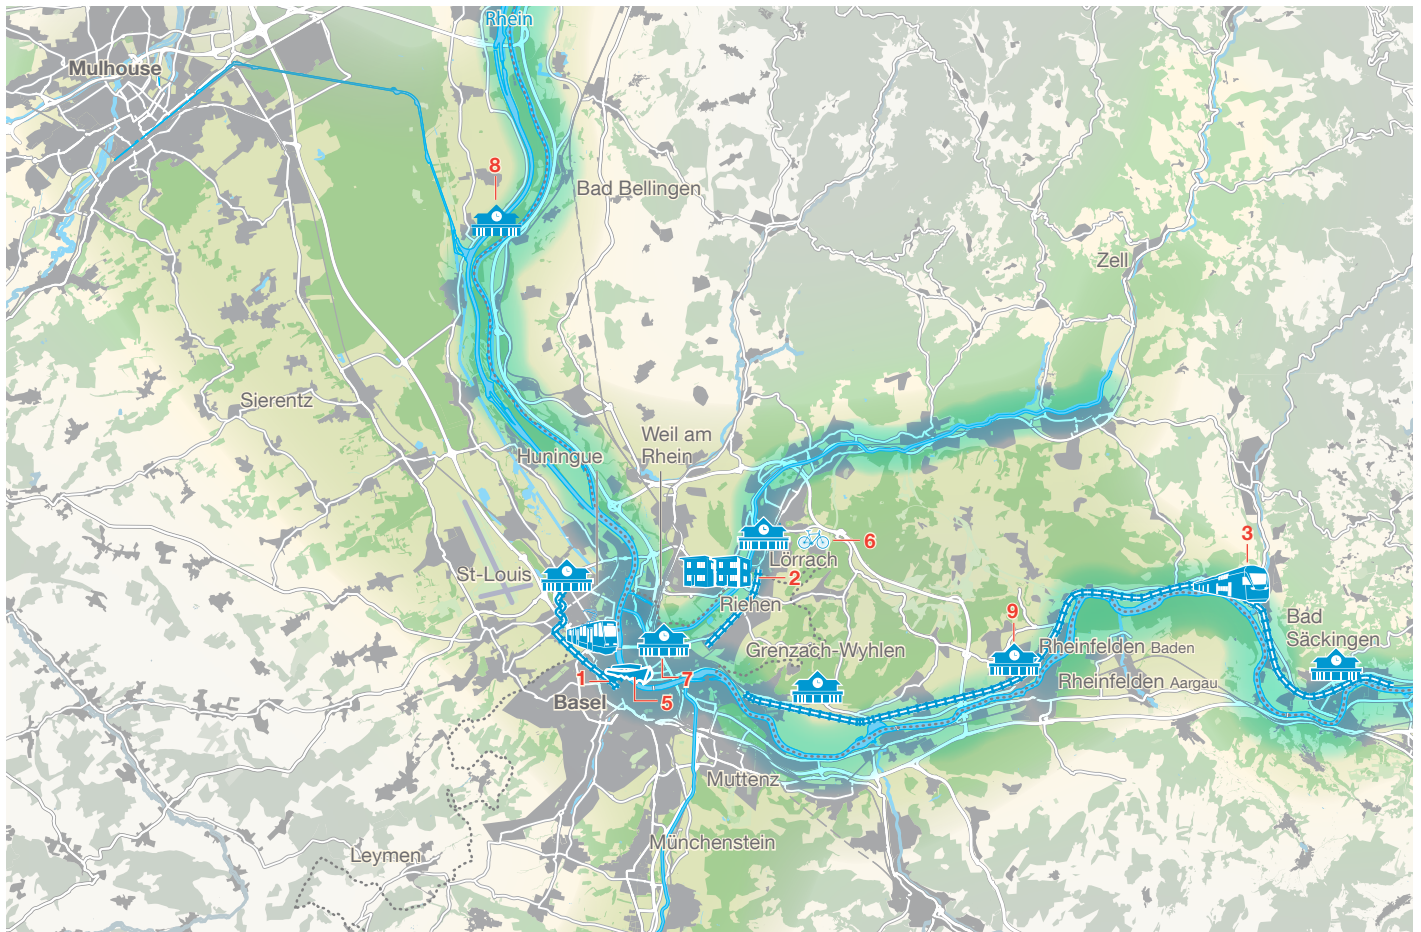 Rhein
Mulhouse
8
Bad Bellingen
Zell
Sierentz
Weil am
Rhein
Huningue
3
6
Lörrach
St-Louis
2
Riehen
9
Bad
Säckingen
Grenzach-Wyhlen
Rheinfelden Baden
1
7
Rheinfelden Aargau
Basel
5
Muttenz
Münchenstein
Leymen